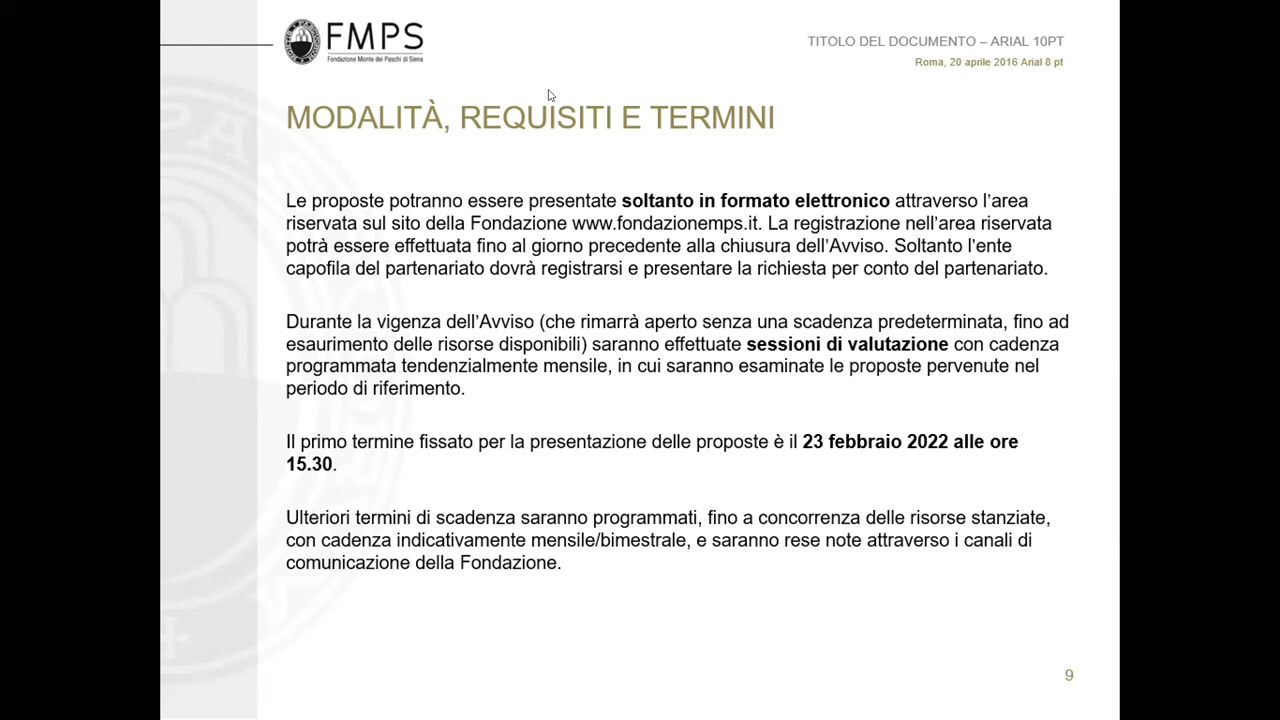 FMPS
Fondazione Monte dei Paschi di Siena
TITOLO DEL DOCUMENTO – ARIAL 10PT
Roma, 20 aprile 2016 Arial 8 pt
MODALITÀ, REQUISITI E TERMINI
Le proposte potranno essere presentate soltanto in formato elettronico attraverso l’area
riservata sul sito della Fondazione www.fondazionemps.it. La registrazione nell’area riservata
potrà essere effettuata fino al giorno precedente alla chiusura dell’Avviso. Soltanto l’ente
capofila del partenariato dovrà registrarsi e presentare la richiesta per conto del partenariato.
Durante la vigenza dell’Avviso (che rimarrà aperto senza una scadenza predeterminata, fino ad
esaurimento delle risorse disponibili) saranno effettuate sessioni di valutazione con cadenza
programmata tendenzialmente mensile, in cui saranno esaminate le proposte pervenute nel
periodo di riferimento.
Il primo termine fissato per la presentazione delle proposte è il 23 febbraio 2022 alle ore
15.30.
Ulteriori termini di scadenza saranno programmati, fino a concorrenza delle risorse stanziate,
con cadenza indicativamente mensile/bimestrale, e saranno rese note attraverso i canali di
comunicazione della Fondazione.
9